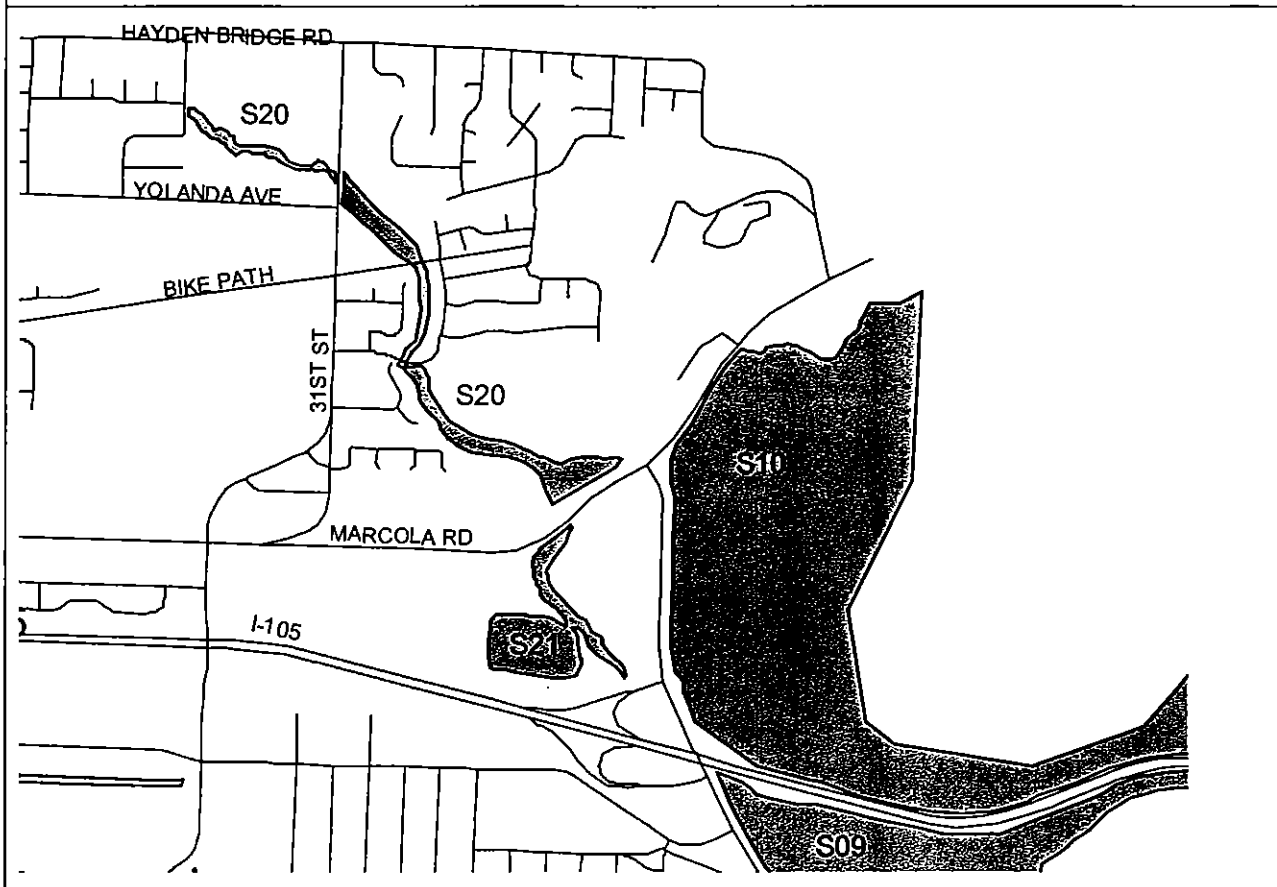 HAYDEN BRIDGE RD
S20
YOLANDA AVE
BIKE PATH
31ST ST
S20
S10
MARCOLA RD
I-105
S21
S09